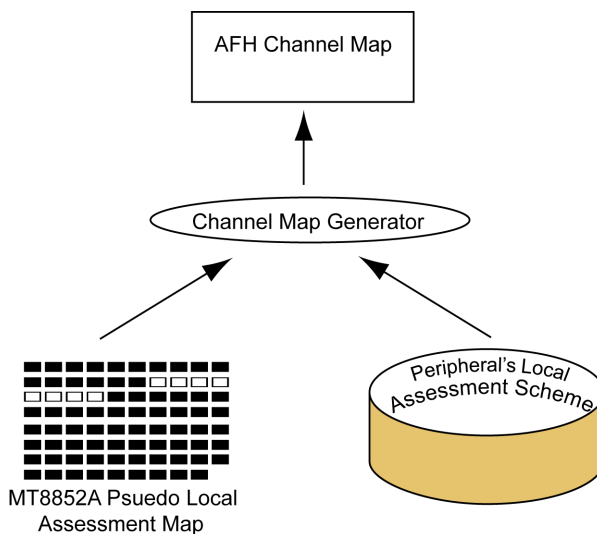 AFH Channel Map
Channel Map Generator
Peripheral's Local
Assessment Scheme
MT8852A Psuedo Local
Assessment Map